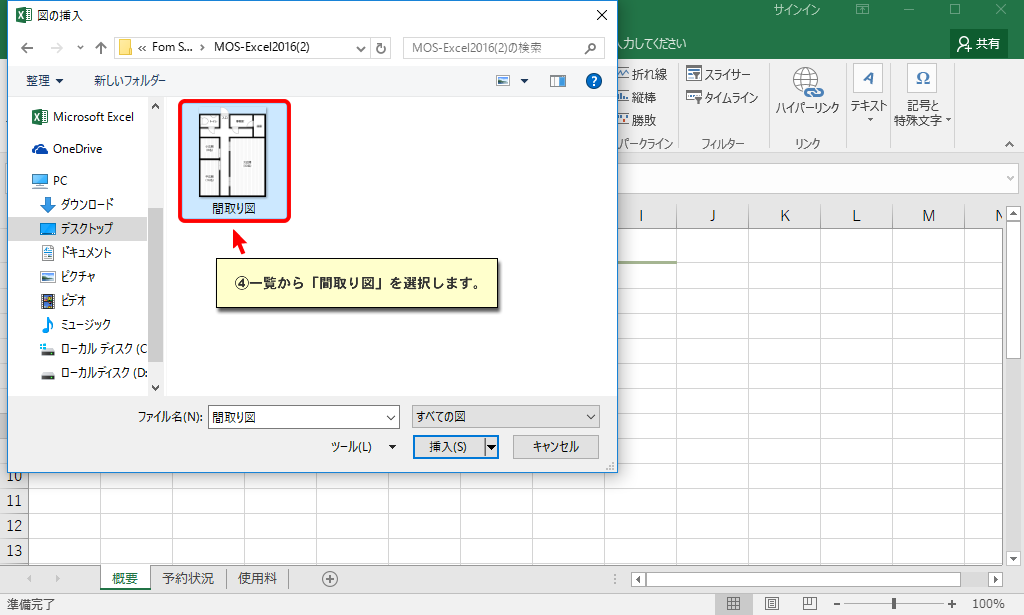 図の挿入
サインイン
« Fom S... › MOS-Excel2016(2)
MOS-Excel2016(2)の検索
入力してください
共有
整理
新しいフォルダー
Microsoft Excel
OneDrive
PC
ダウンロード
デスクトップ
ドキュメント
ピクチャ
ビデオ
ミュージック
ローカル ディスク (C
ローカルディスク (D:
間取り図
④一覧から「間取り図」を選択します。
ファイル名(N):
間取り図
すべての図
ツール(L)
挿入(S)
キャンセル
折れ線
縦棒
勝敗
パークライン
スライサー
タイムライン
フィルター
ハイパーリンク
リンク
A
テキスト
Ω
記号と
特殊文字
I J K L M N
10
11
12
13
概要
予約状況
使用料
準備完了
100%